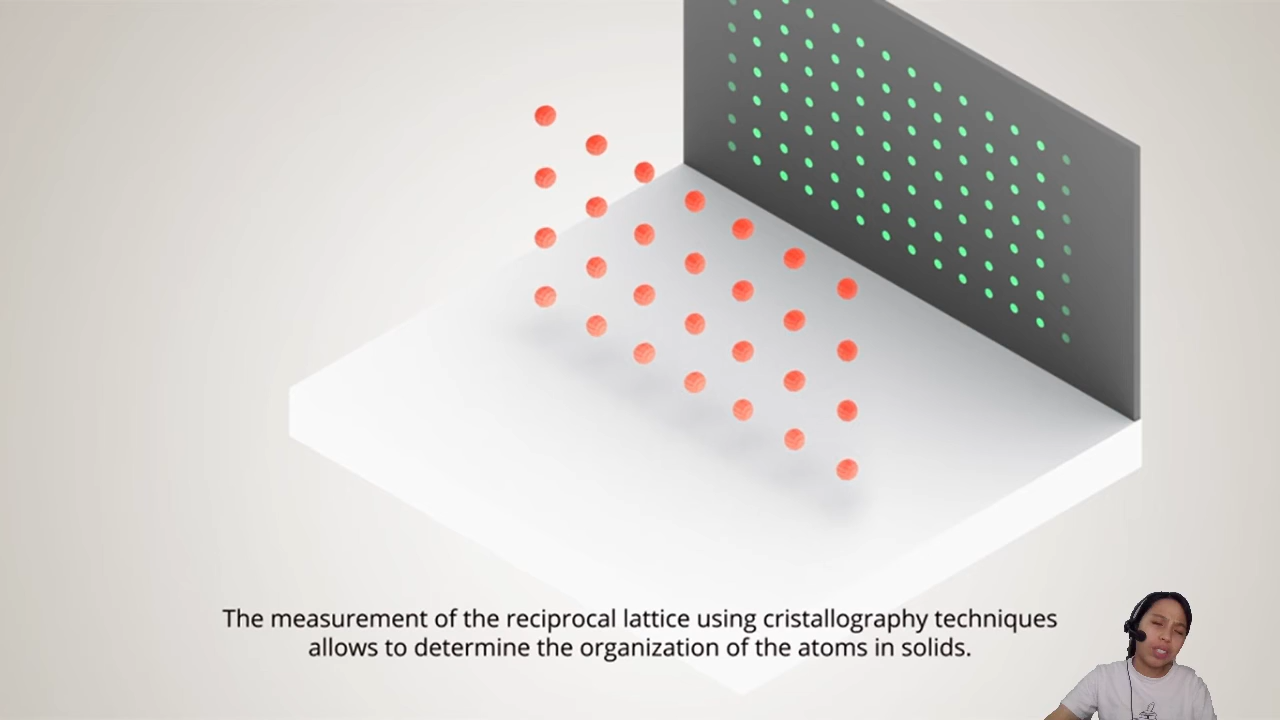 The measurement of the reciprocal lattice using cristallography techniques
allows to determine the organization of the atoms in solids.